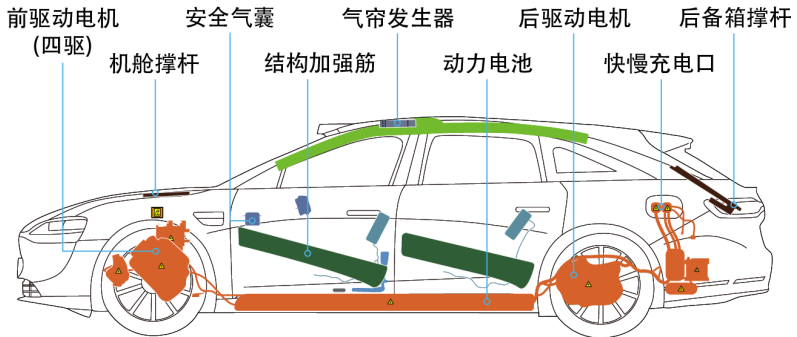 前驱动电机
(四驱)
机舱撑杆
安全气囊
结构加强筋
气帘发生器
动力电池
后驱动电机
快慢充电口
后备箱撑杆